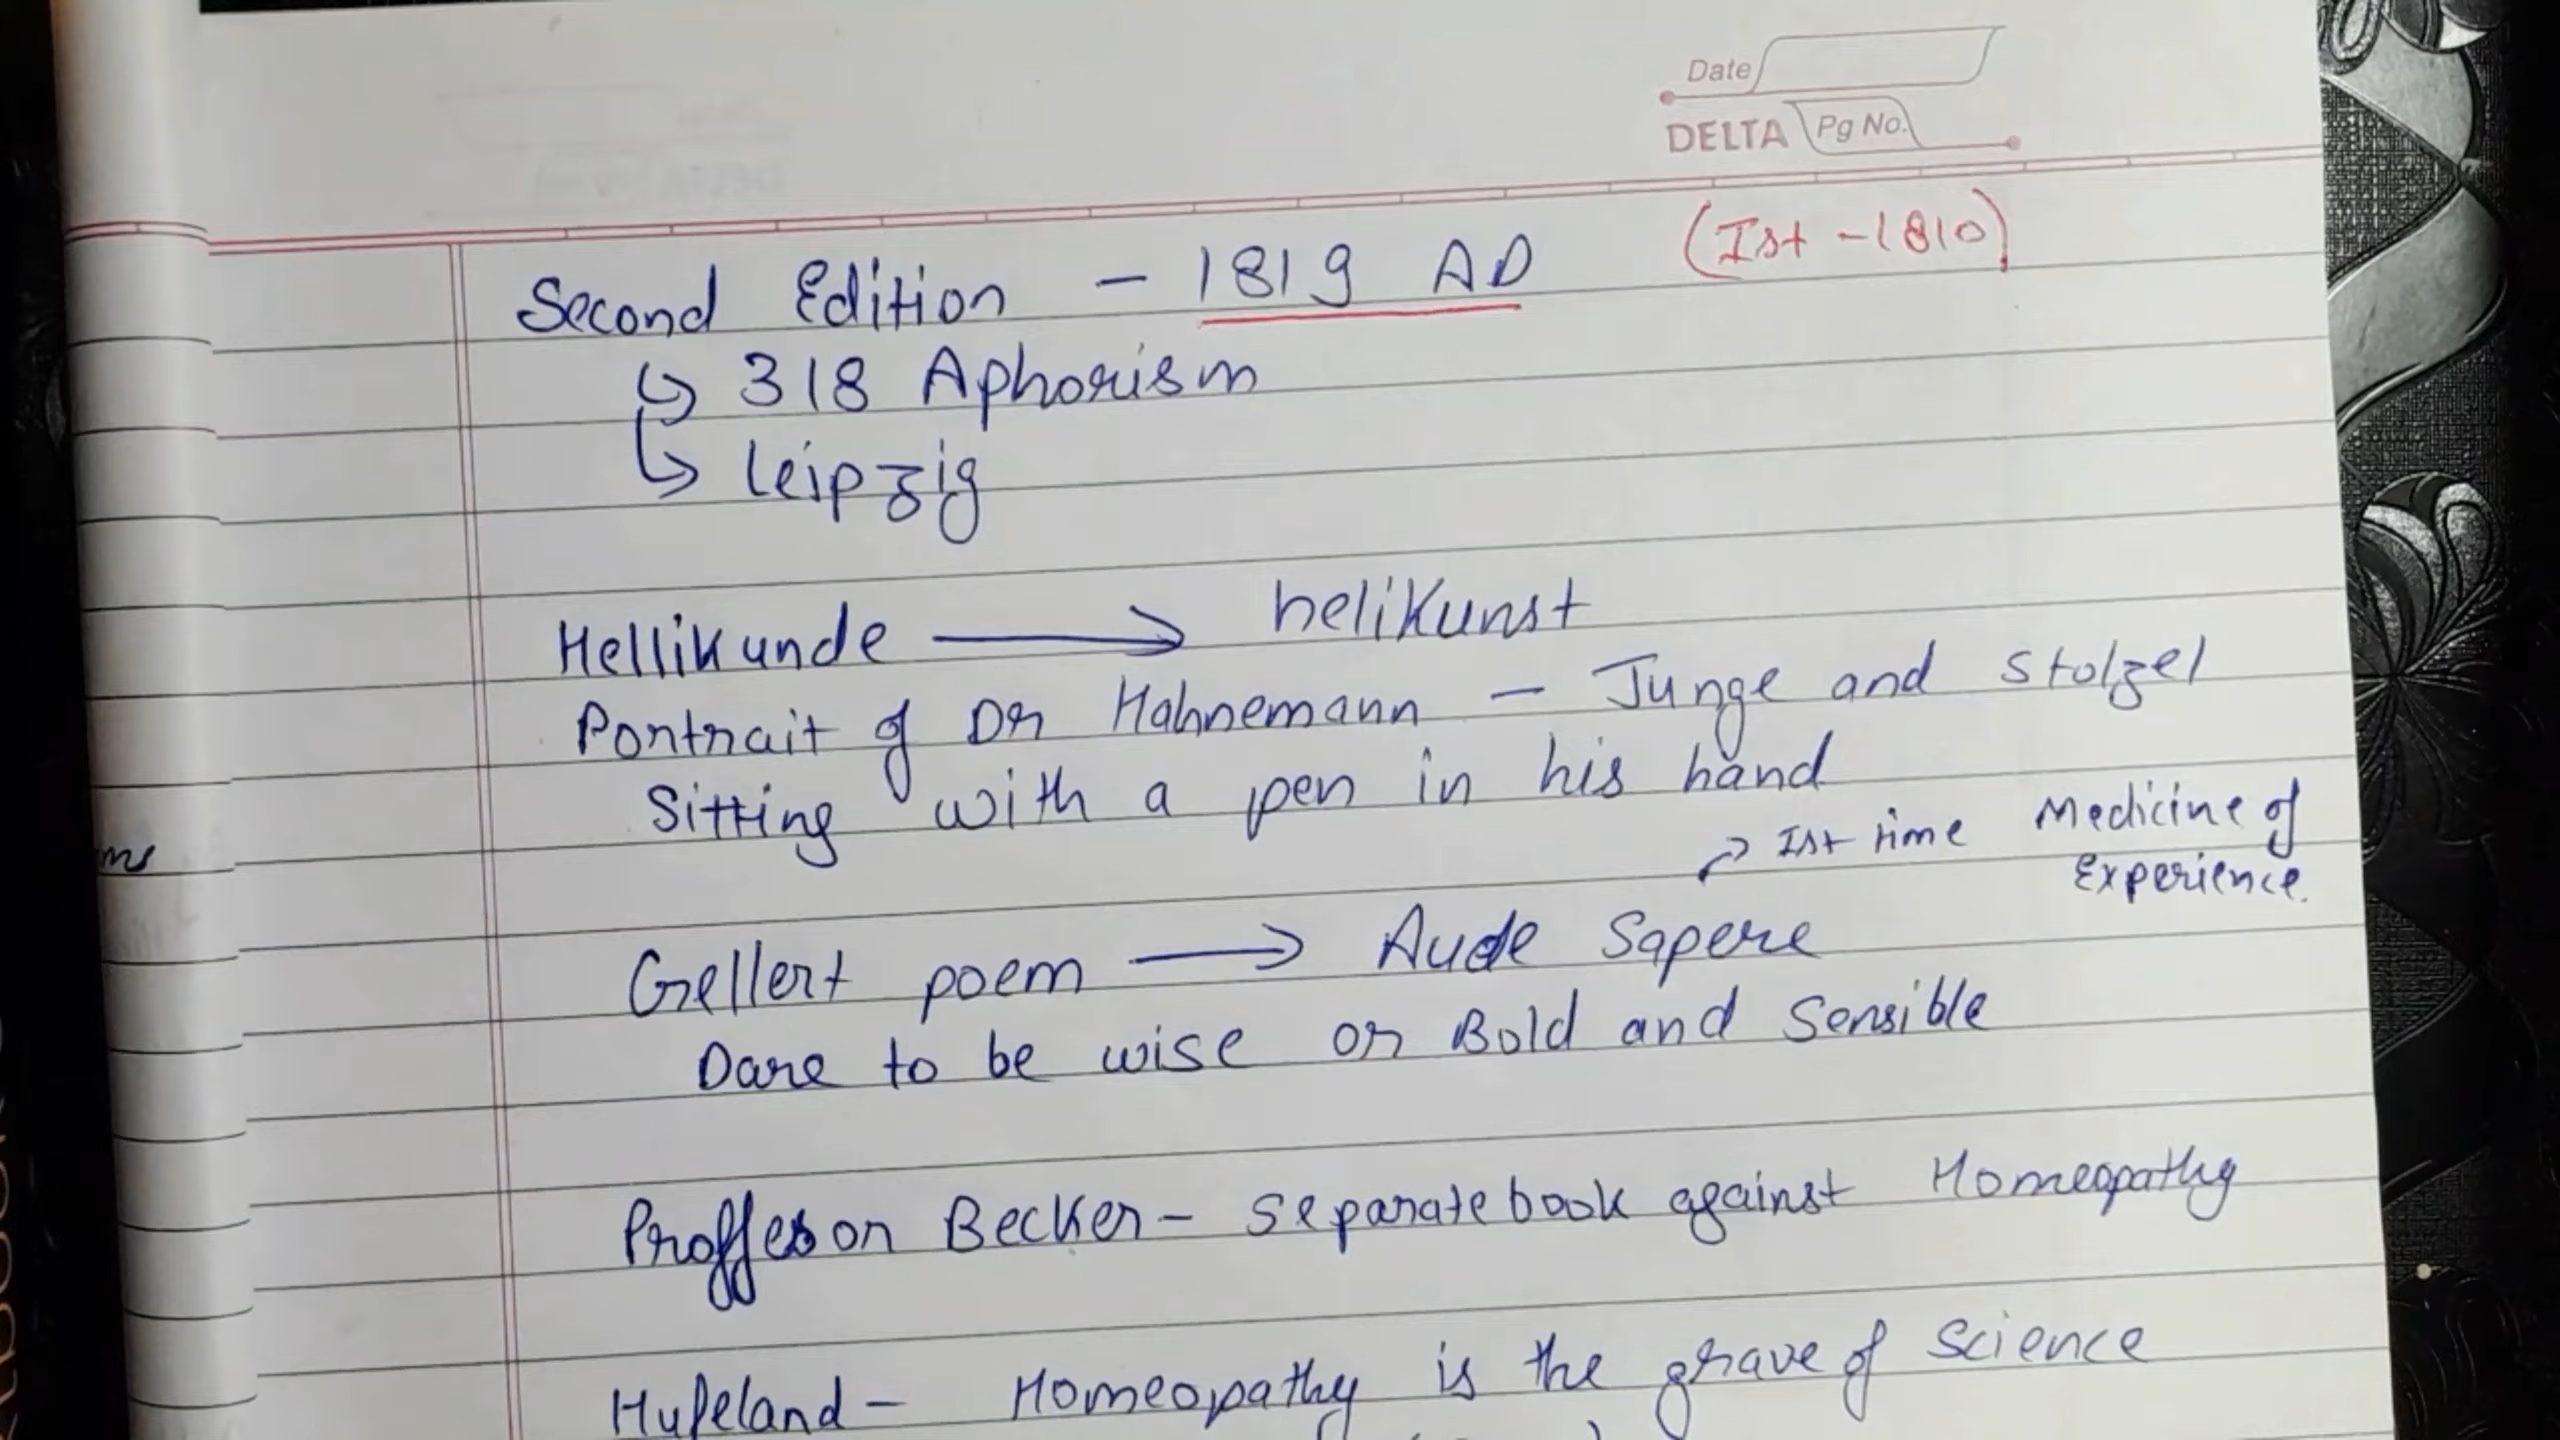 Date
DELTA Pg No.
Second Edition - 1819 AD (Ist - 1810)
↳ 318 Aphorism
↳ Leipzig
Hellikunde → helikunst
Portrait of Dr Hahnemann - Junge and Stolzel
Sitting with a pen in his hand
↗ Ist time Medicine of
Experience.
Gellert poem → Aude Sapere
Dare to be wise or Bold and Sensible
Proffesor Becker - Separate book against Homeopathy
Hufeland - Homeopathy is the grave of Science